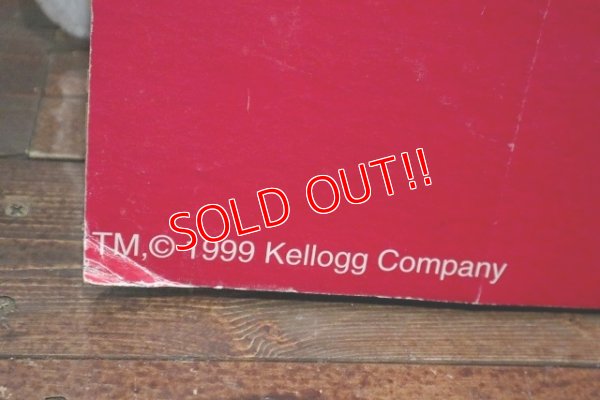 SOLD OUT!!
TM,© 1999 Kellogg Company